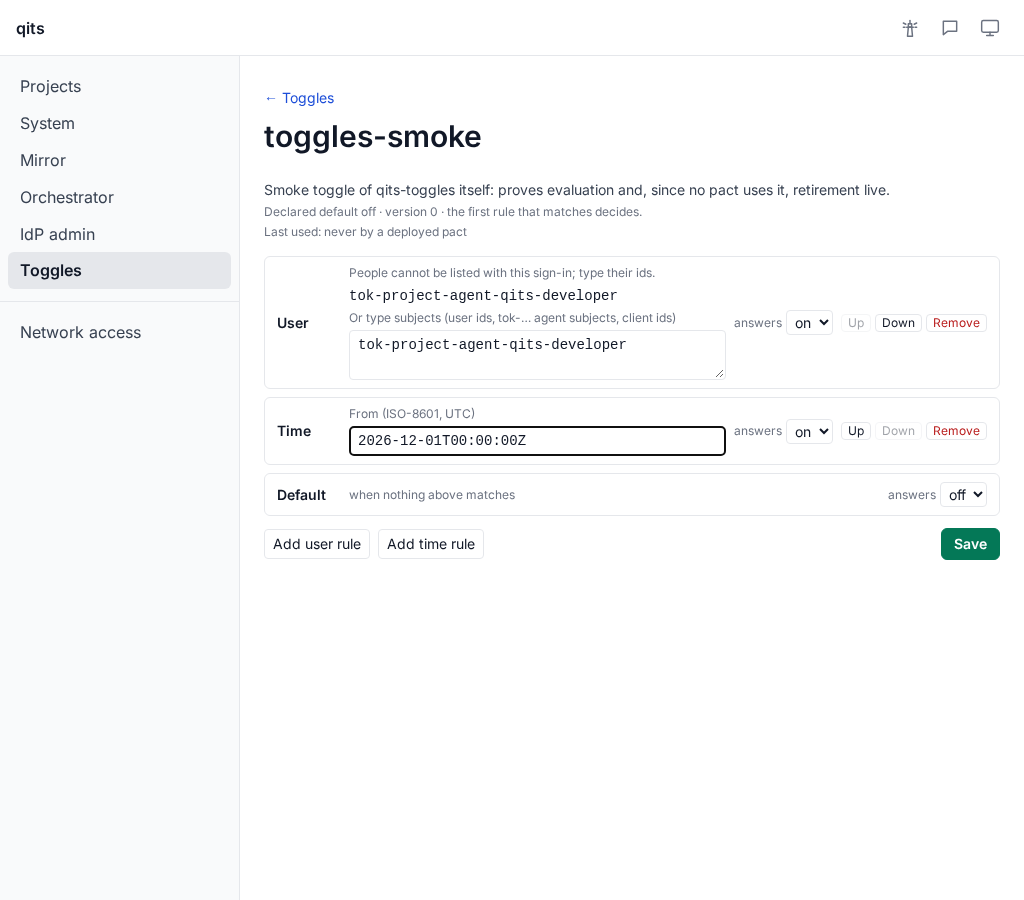 qits
Projects
System
Mirror
Orchestrator
IdP admin
Toggles
Network access
← Toggles
toggles-smoke
Smoke toggle of qits-toggles itself: proves evaluation and, since no pact uses it, retirement live.
Declared default off · version 0 · the first rule that matches decides.
Last used: never by a deployed pact
People cannot be listed with this sign-in; type their ids.
tok-project-agent-qits-developer
User
Or type subjects (user ids, tok-… agent subjects, client ids)
tok-project-agent-qits-developer
answers on Up Down Remove
From (ISO-8601, UTC)
Time 2026-12-01T00:00:00Z answers on Up Down Remove
Default when nothing above matches answers off
Add user rule Add time rule Save